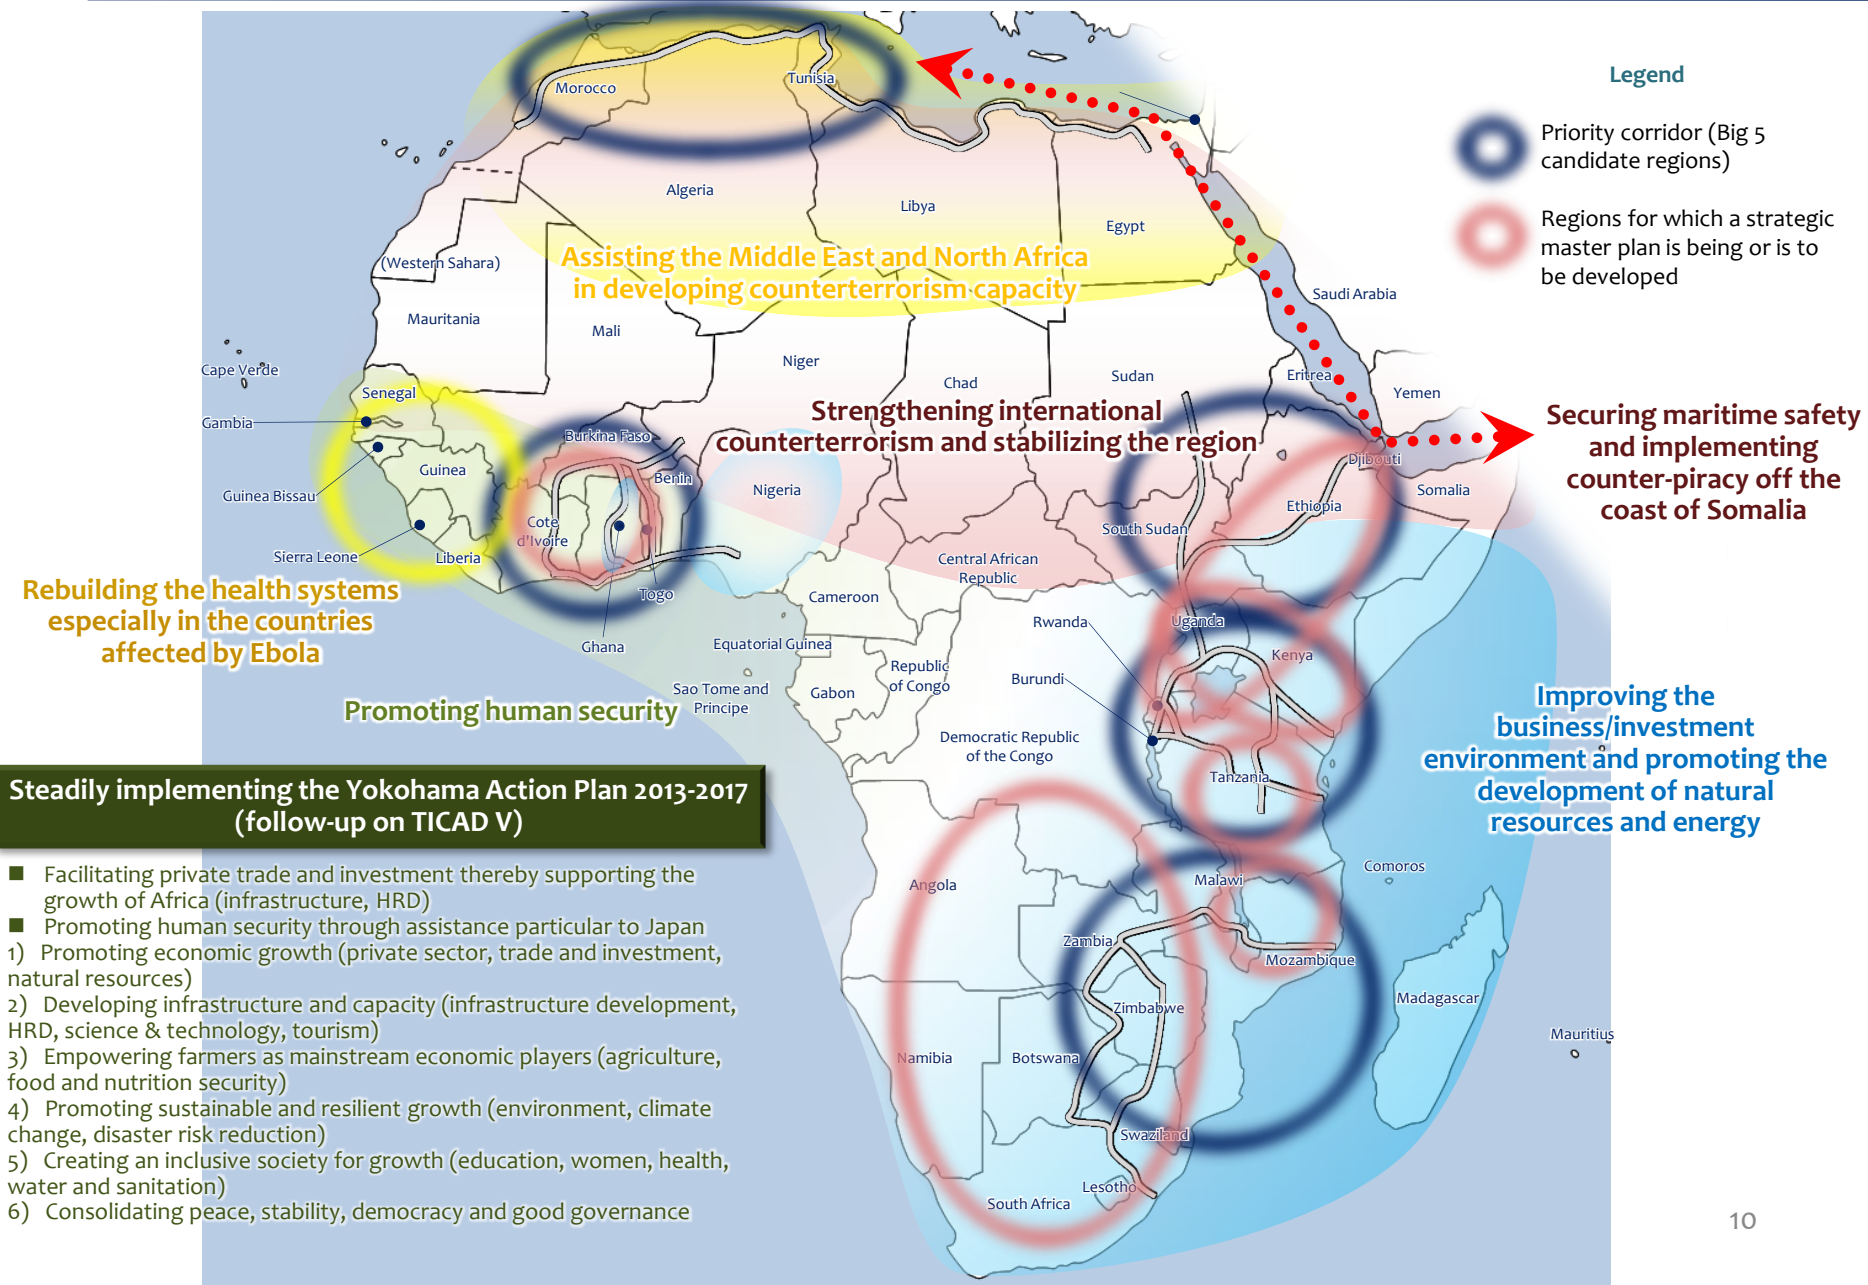 Legend
Priority corridor (Big 5
candidate regions)
Regions for which a strategic
master plan is being or is to
be developed
Morocco
Tunisia
Algeria
Libya
Egypt
(Western Sahara)
Assisting the Middle East and North Africa
in developing counterterrorism capacity
Saudi Arabia
Mauritania
Mali
Niger
Chad
Sudan
Eritrea
Yemen
Cape Verde
Senegal
Gambia
Strengthening international
counterterrorism and stabilizing the region
Securing maritime safety
and implementing
counter-piracy off the
coast of Somalia
Burkina Faso
Djibouti
Guinea
Benin
Nigeria
Somalia
Guinea Bissau
Ethiopia
Cote
d'Ivoire
South Sudan
Sierra Leone
Liberia
Central African
Republic
Rebuilding the health systems
especially in the countries
affected by Ebola
Togo
Cameroon
Rwanda
Uganda
Ghana
Equatorial Guinea
Kenya
Republic
of Congo
Burundi
Sao Tome and
Principe
Gabon
Promoting human security
Improving the
business/investment
environment and promoting the
development of natural
resources and energy
Democratic Republic
of the Congo
Tanzania
Steadily implementing the Yokohama Action Plan 2013-2017
(follow-up on TICAD V)
■ Facilitating private trade and investment thereby supporting the
growth of Africa (infrastructure, HRD)
■ Promoting human security through assistance particular to Japan
1) Promoting economic growth (private sector, trade and investment,
natural resources)
2) Developing infrastructure and capacity (infrastructure development,
HRD, science & technology, tourism)
3) Empowering farmers as mainstream economic players (agriculture,
food and nutrition security)
4) Promoting sustainable and resilient growth (environment, climate
change, disaster risk reduction)
5) Creating an inclusive society for growth (education, women, health,
water and sanitation)
6) Consolidating peace, stability, democracy and good governance
Angola
Malawi
Comoros
Zambia
Mozambique
Zimbabwe
Madagascar
Mauritius
Namibia
Botswana
Swaziland
Lesotho
South Africa
10